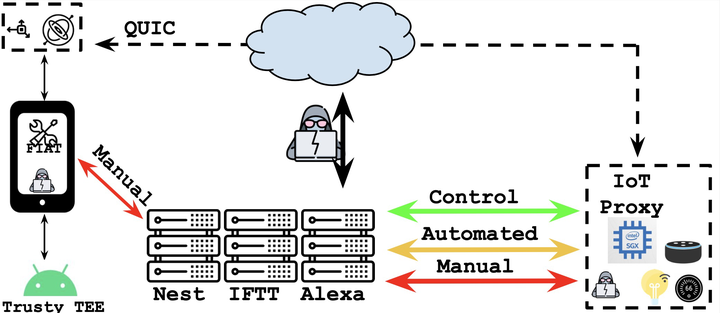 QUIC
FIAT
Manual
Control
Automated
Manual
IoT
Proxy
intel
SGX
66
Nest
IFTT
Alexa
Trusty TEE